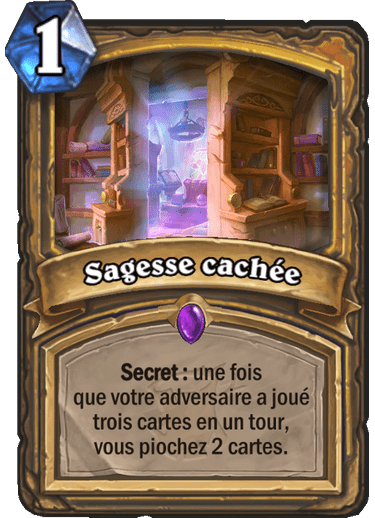 1
Sagesse cachée
Secret : une fois
que votre adversaire a joué
trois cartes en un tour,
vous piochez 2 cartes.